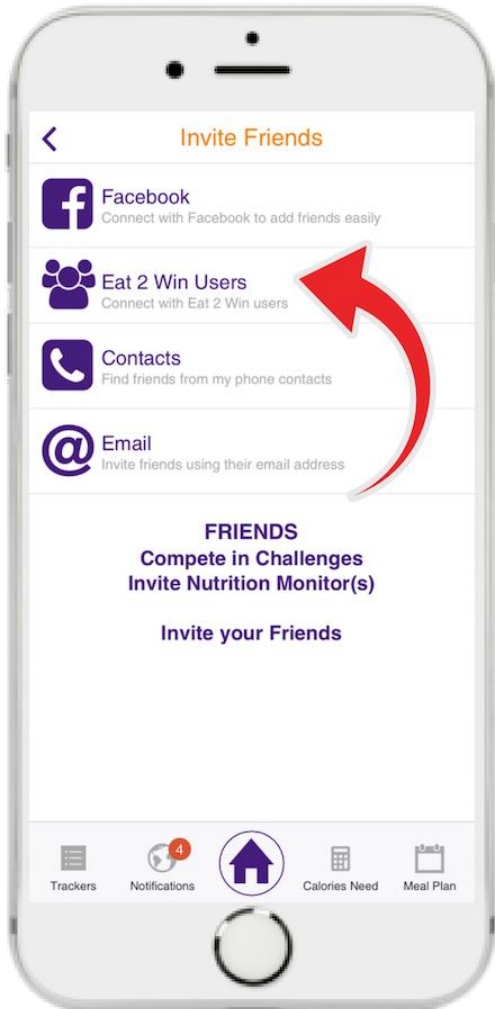 Invite Friends
Facebook
Connect with Facebook to add friends easily
Eat 2 Win Users
Connect with Eat 2 Win users
Contacts
Find friends from my phone contacts
@ Email
Invite friends using their email address
FRIENDS
Compete in Challenges
Invite Nutrition Monitor(s)
Invite your Friends
4
Trackers Notifications Calories Need Meal Plan